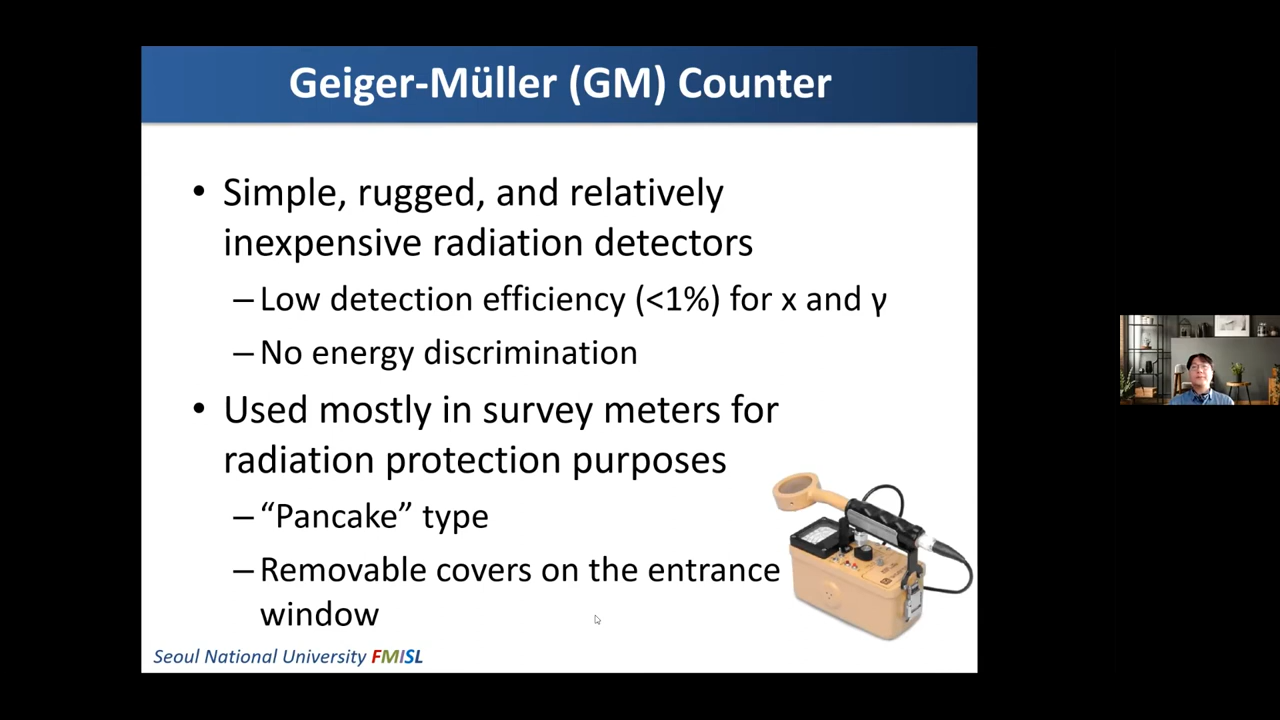 Geiger-Müller (GM) Counter
• Simple, rugged, and relatively
inexpensive radiation detectors
– Low detection efficiency (<1%) for x and γ
– No energy discrimination
• Used mostly in survey meters for
radiation protection purposes
– “Pancake” type
– Removable covers on the entrance
window
Seoul National University FMISL